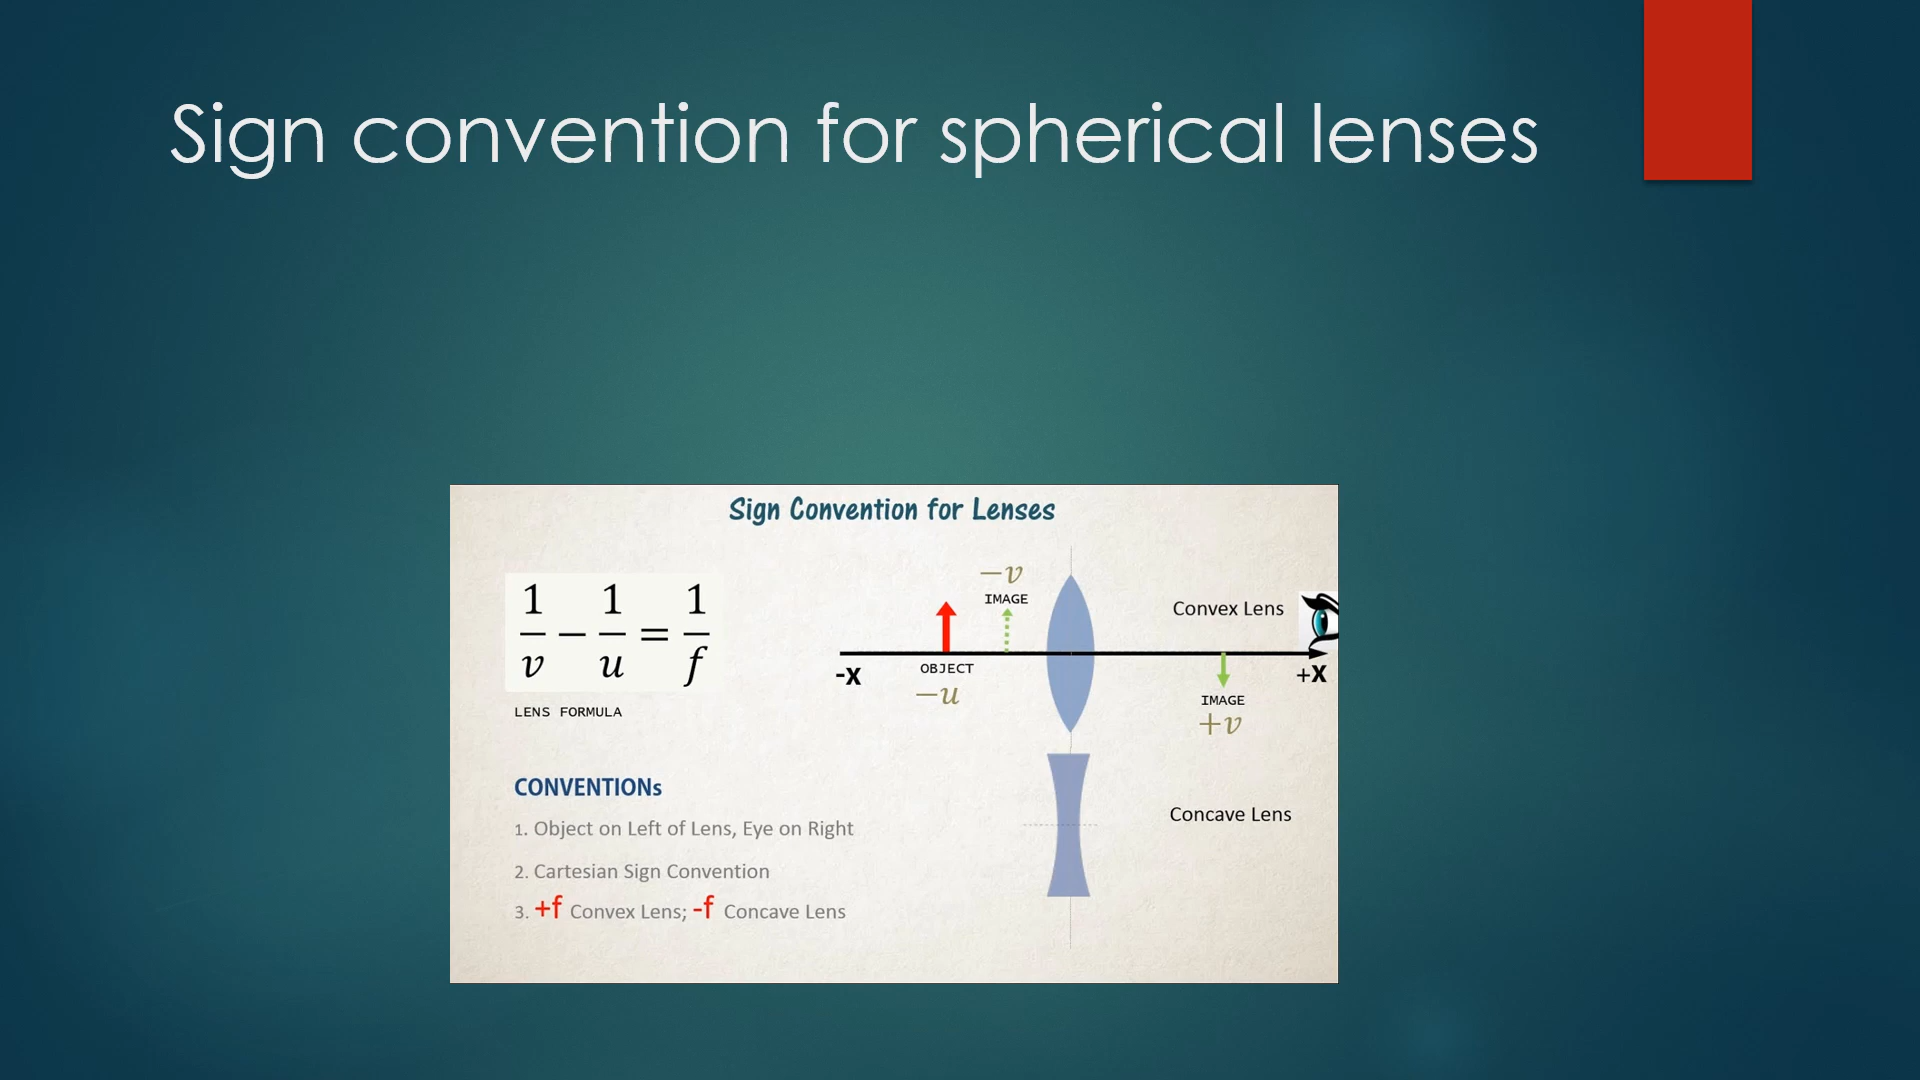 Sign convention for spherical lenses
Sign Convention for Lenses
1/v − 1/u = 1/f
LENS FORMULA
−v
IMAGE
Convex Lens
-x
OBJECT
−u
+x
IMAGE
+v
Concave Lens
CONVENTIONs
1. Object on Left of Lens, Eye on Right
2. Cartesian Sign Convention
3. +f Convex Lens; -f Concave Lens